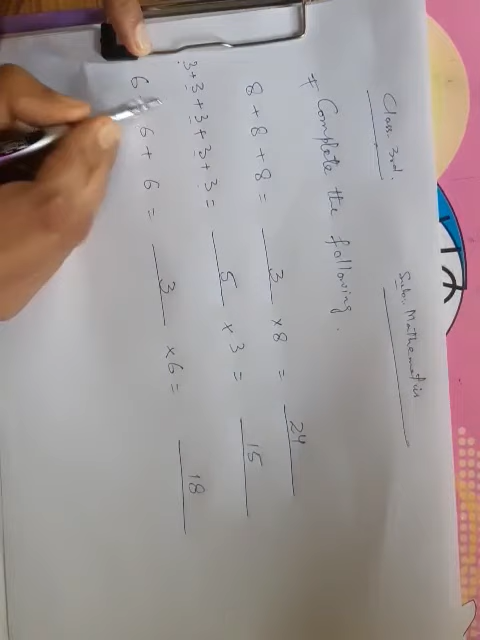 Class. 3rd. Sub. Mathematics
* Complete the following.
8 + 8 + 8 = 3 × 8 = 24
3+3+3+3+3 = 5 × 3 = 15
6 6 + 6 = 3 × 6 = 18